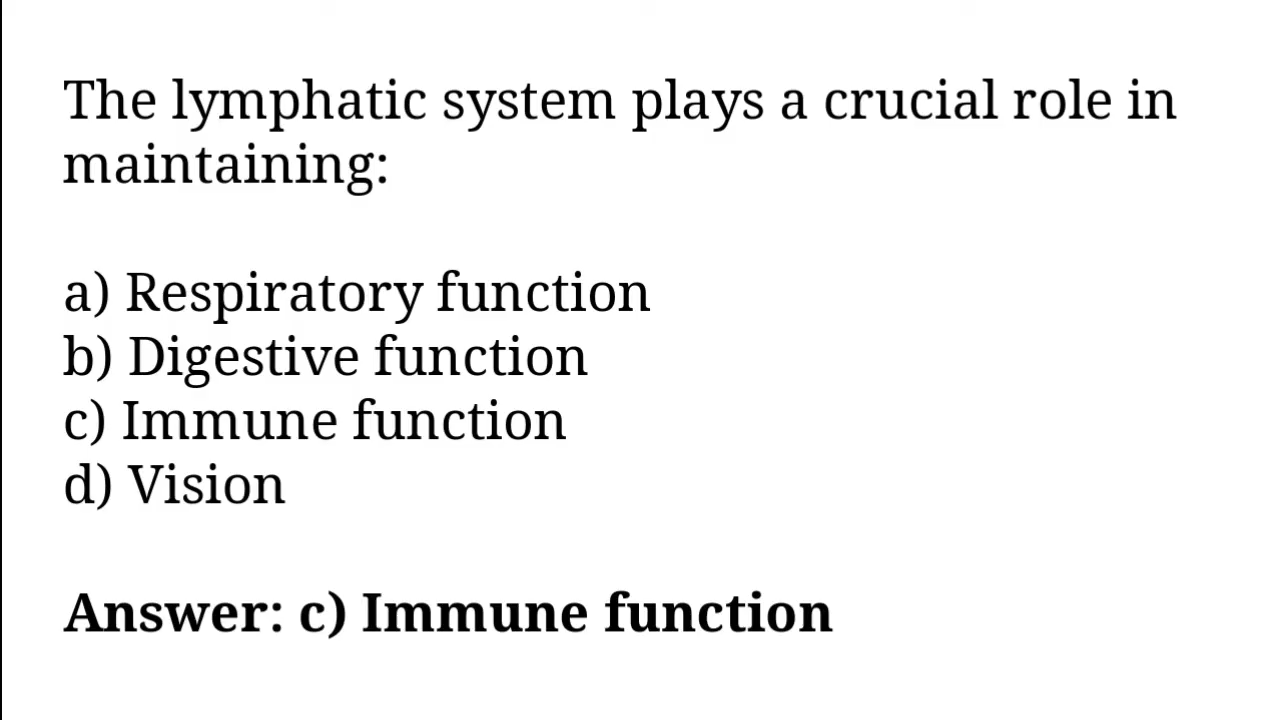 The lymphatic system plays a crucial role in
maintaining:
a) Respiratory function
b) Digestive function
c) Immune function
d) Vision
Answer: c) Immune function